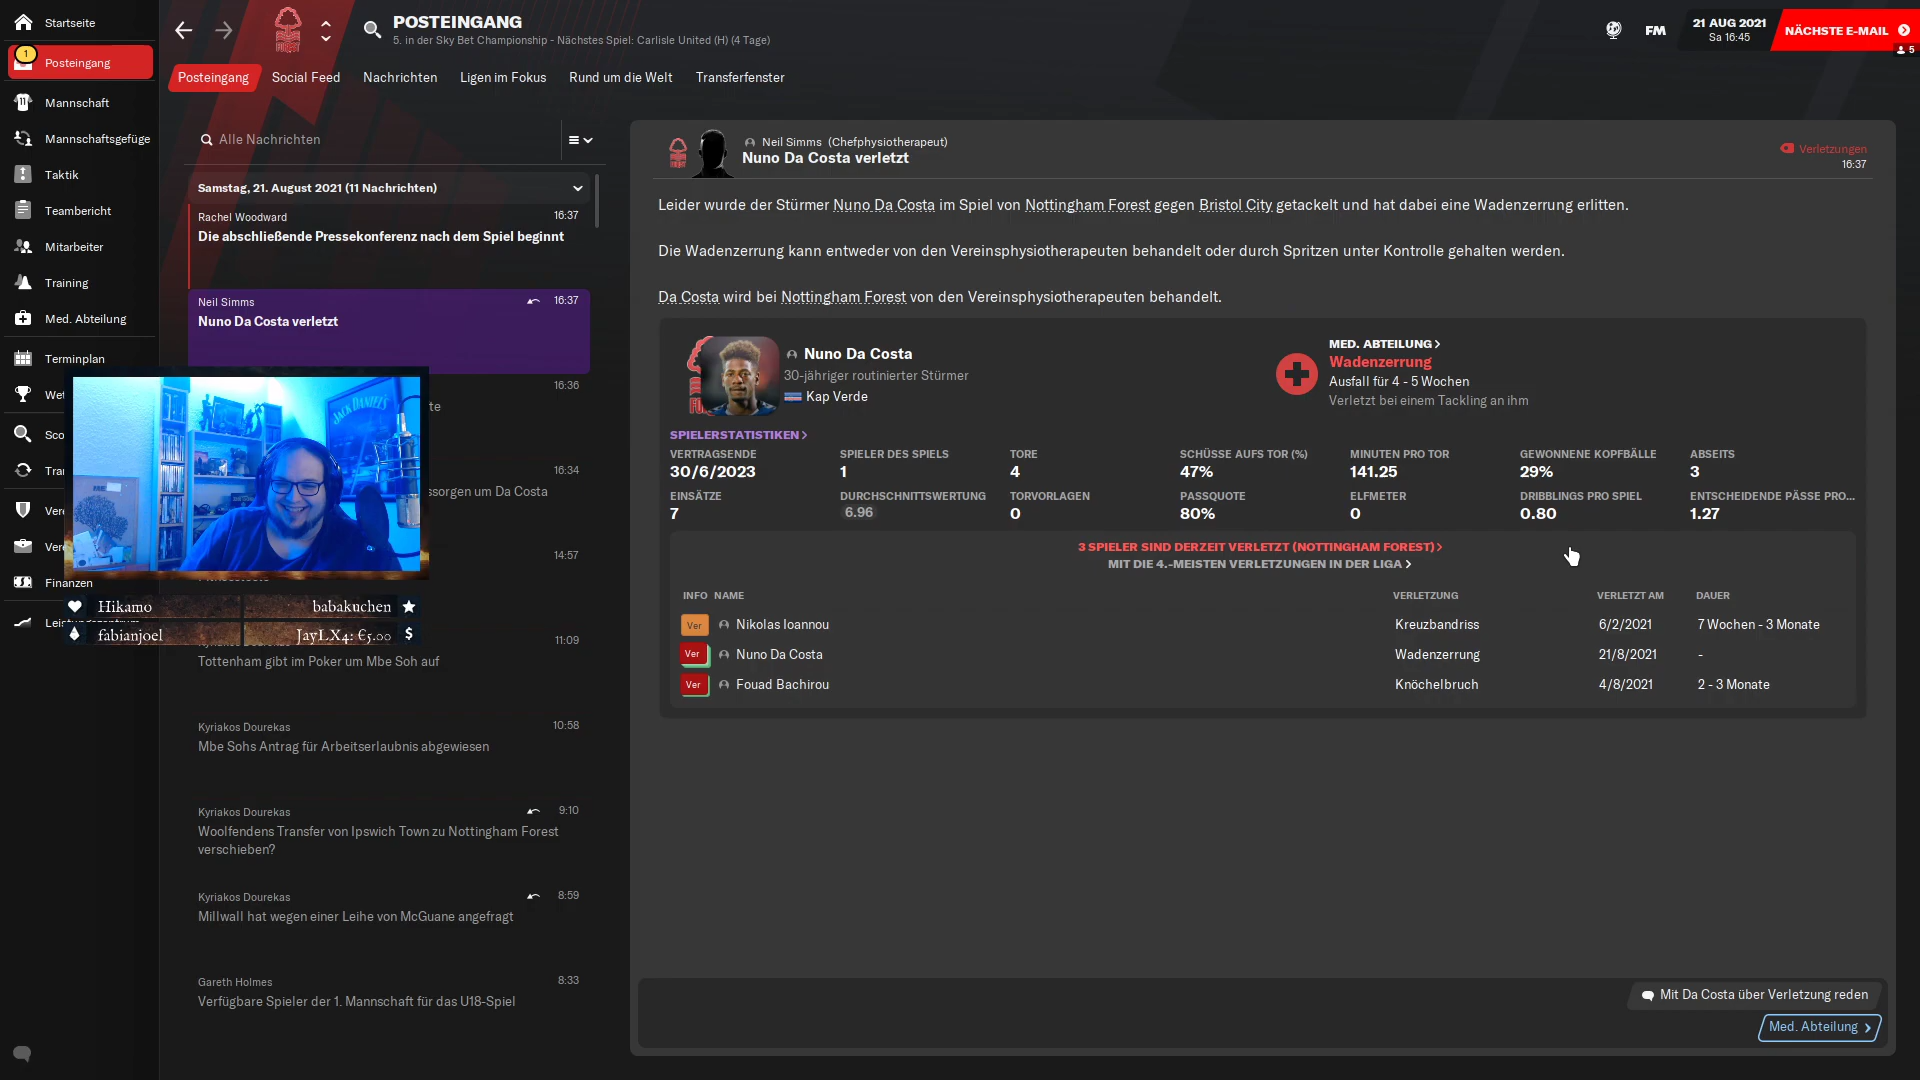 Startseite
1
Posteingang
Mannschaft
Mannschaftsgefüge
Taktik
Teambericht
Mitarbeiter
Training
Med. Abteilung
Terminplan
Finanzen
POSTEINGANG
5. in der Sky Bet Championship - Nächstes Spiel: Carlisle United (H) (4 Tage)
FM
21 AUG 2021
Sa 16:45
NÄCHSTE E-MAIL
5
Posteingang
Social Feed
Nachrichten
Ligen im Fokus
Rund um die Welt
Transferfenster
Alle Nachrichten
Samstag, 21. August 2021 (11 Nachrichten)
Rachel Woodward
16:37
Die abschließende Pressekonferenz nach dem Spiel beginnt
Neil Simms
16:37
Nuno Da Costa verletzt
16:36
16:34
ssorgen um Da Costa
14:57
JACK DANIEL'S
Hikamo
babakuchen
fabianjoel
JayLX4: €5.00
11:09
Tottenham gibt im Poker um Mbe Soh auf
Kyriakos Dourekas
10:58
Mbe Sohs Antrag für Arbeitserlaubnis abgewiesen
Kyriakos Dourekas
9:10
Woolfendens Transfer von Ipswich Town zu Nottingham Forest
verschieben?
Kyriakos Dourekas
8:59
Millwall hat wegen einer Leihe von McGuane angefragt
Gareth Holmes
8:33
Verfügbare Spieler der 1. Mannschaft für das U18-Spiel
Neil Simms (Chefphysiotherapeut)
Nuno Da Costa verletzt
Verletzungen
16:37
Leider wurde der Stürmer Nuno Da Costa im Spiel von Nottingham Forest gegen Bristol City getackelt und hat dabei eine Wadenzerrung erlitten.
Die Wadenzerrung kann entweder von den Vereinsphysiotherapeuten behandelt oder durch Spritzen unter Kontrolle gehalten werden.
Da Costa wird bei Nottingham Forest von den Vereinsphysiotherapeuten behandelt.
Nuno Da Costa
30-jähriger routinierter Stürmer
Kap Verde
MED. ABTEILUNG
Wadenzerrung
Ausfall für 4 - 5 Wochen
Verletzt bei einem Tackling an ihm
SPIELERSTATISTIKEN
VERTRAGSENDE
30/6/2023
SPIELER DES SPIELS
1
TORE
4
SCHÜSSE AUFS TOR (%)
47%
MINUTEN PRO TOR
141.25
GEWONNENE KOPFBÄLLE
29%
ABSEITS
3
EINSÄTZE
7
DURCHSCHNITTSWERTUNG
6.96
TORVORLAGEN
0
PASSQUOTE
80%
ELFMETER
0
DRIBBLINGS PRO SPIEL
0.80
ENTSCHEIDENDE PÄSSE PRO...
1.27
3 SPIELER SIND DERZEIT VERLETZT (NOTTINGHAM FOREST)
MIT DIE 4.-MEISTEN VERLETZUNGEN IN DER LIGA
INFO NAME VERLETZUNG VERLETZT AM DAUER
Ver Nikolas Ioannou Kreuzbandriss 6/2/2021 7 Wochen - 3 Monate
Ver Nuno Da Costa Wadenzerrung 21/8/2021 -
Ver Fouad Bachirou Knöchelbruch 4/8/2021 2 - 3 Monate
Mit Da Costa über Verletzung reden
Med. Abteilung